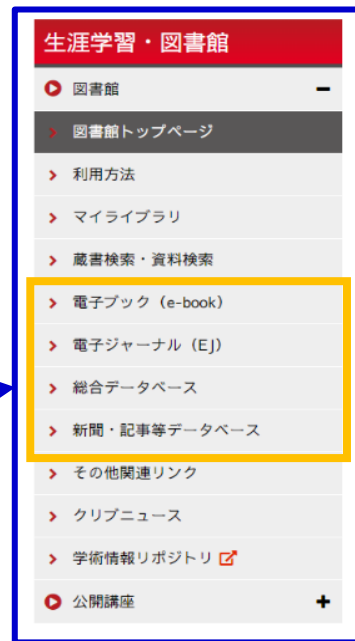 生涯学習・図書館
図書館
図書館トップページ
利用方法
マイライブラリ
蔵書検索・資料検索
電子ブック（e-book）
電子ジャーナル（EJ）
総合データベース
新聞・記事等データベース
その他関連リンク
クリブニュース
学術情報リポジトリ
公開講座